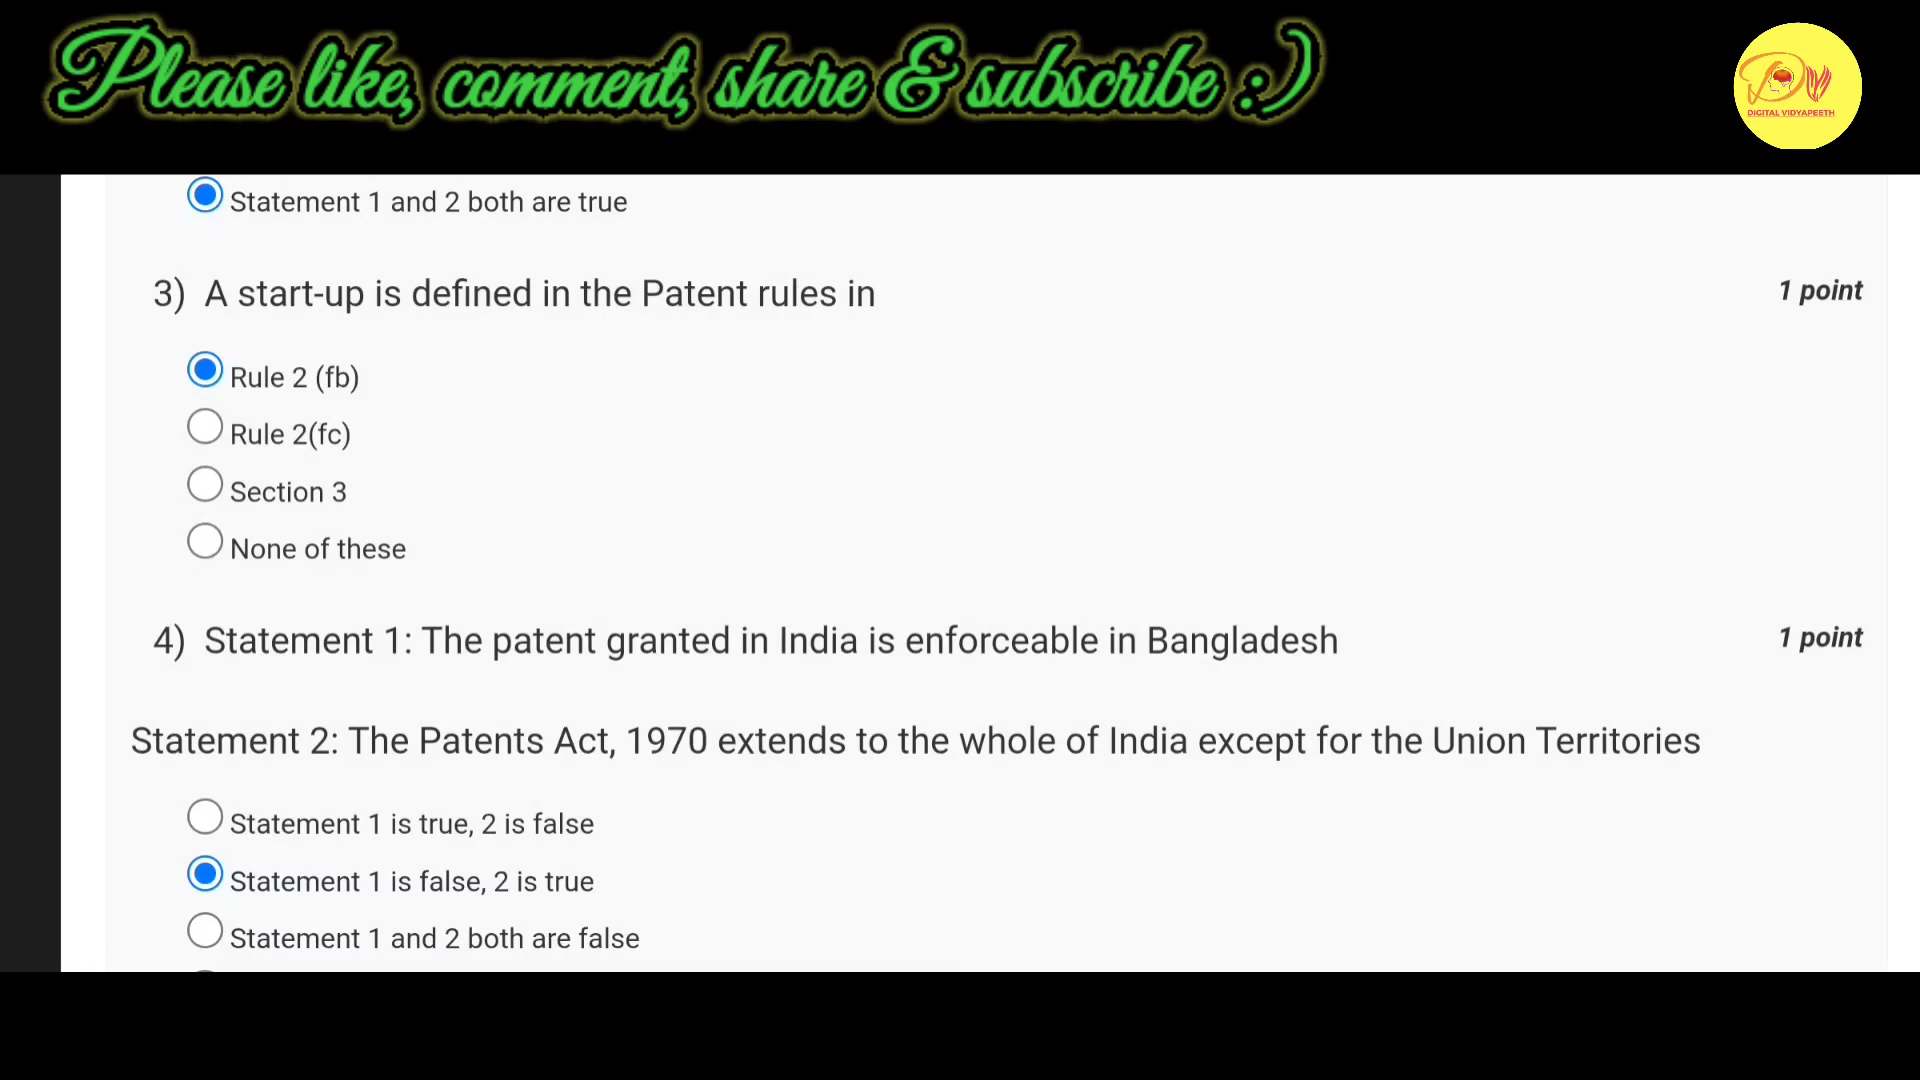 Please like, comment, share & subscribe :)
DIGITAL VIDYAPEETH
Statement 1 and 2 both are true
3) A start-up is defined in the Patent rules in
1 point
Rule 2 (fb)
Rule 2(fc)
Section 3
None of these
4) Statement 1: The patent granted in India is enforceable in Bangladesh
1 point
Statement 2: The Patents Act, 1970 extends to the whole of India except for the Union Territories
Statement 1 is true, 2 is false
Statement 1 is false, 2 is true
Statement 1 and 2 both are false